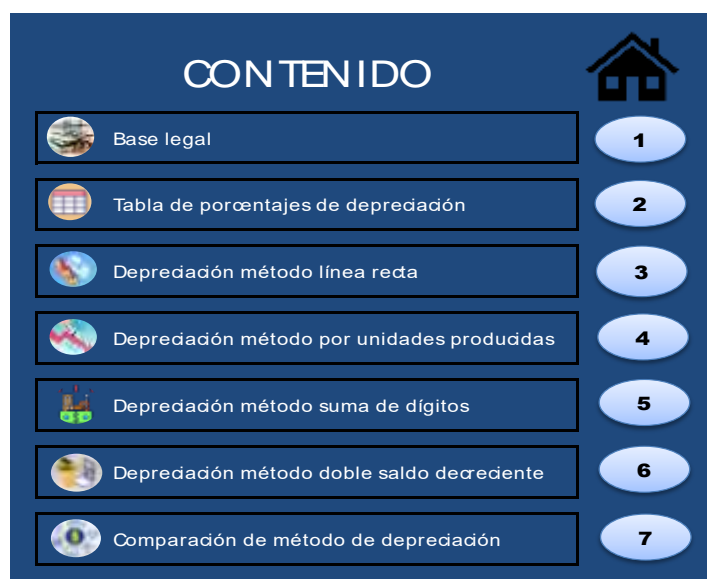 CONTENIDO
Base legal 1
Tabla de porcentajes de depreciación 2
Depreciación método línea recta 3
Depreciación método por unidades producidas 4
Depreciación método suma de dígitos 5
Depreciación método doble saldo decreciente 6
Comparación de método de depreciación 7